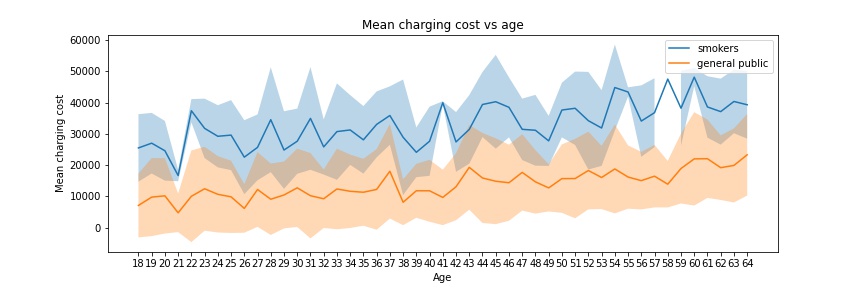 Mean charging cost vs age
smokers
general public
Mean charging cost
60000
50000
40000
30000
20000
10000
0
18 19 20 21 22 23 24 25 26 27 28 29 30 31 32 33 34 35 36 37 38 39 40 41 42 43 44 45 46 47 48 49 50 51 52 53 54 55 56 57 58 59 60 61 62 63 64
Age